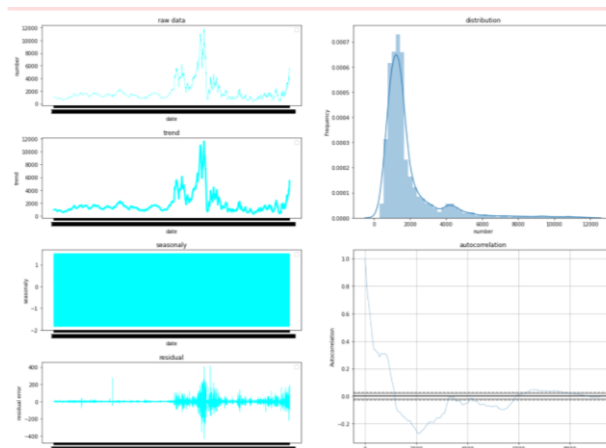 raw data
12000
10000
8000
6000
4000
2000
0
number
date
trend
12000
10000
8000
6000
4000
2000
0
trend
date
seasonaly
1
0
−1
−2
seasonaly
date
residual
400
200
0
−200
−400
residual error
distribution
0.0007
0.0006
0.0005
0.0004
0.0003
0.0002
0.0001
0.0000
Frequency
0 2000 4000 6000 8000 10000 12000
number
autocorrelation
1.0
0.8
0.6
0.4
0.2
0.0
−0.2
Autocorrelation
0